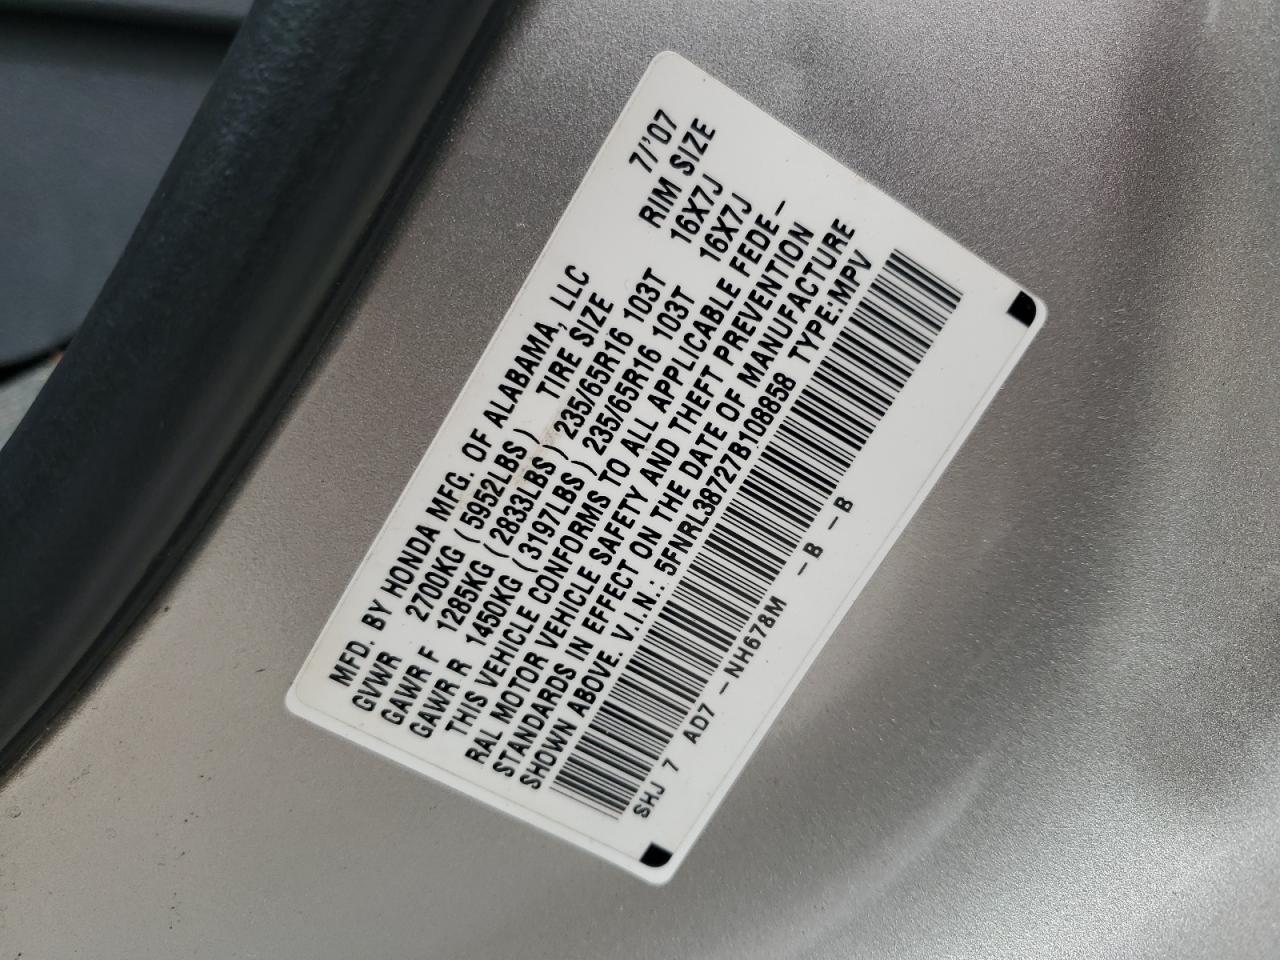 MFD. BY HONDA MFG. OF ALABAMA, LLC 7/'07
GVWR 2700KG (5952LBS) TIRE SIZE RIM SIZE
GAWR F 1285KG (2833LBS) 235/65R16 103T 16X7J
GAWR R 1450KG (3197LBS) 235/65R16 103T 16X7J
THIS VEHICLE CONFORMS TO ALL APPLICABLE FEDE-
RAL MOTOR VEHICLE SAFETY AND THEFT PREVENTION
STANDARDS IN EFFECT ON THE DATE OF MANUFACTURE
SHOWN ABOVE. V.I.N.: 5FNRL38727B108858 TYPE:MPV
SHJ 7 AD7 -NH678M -B -B